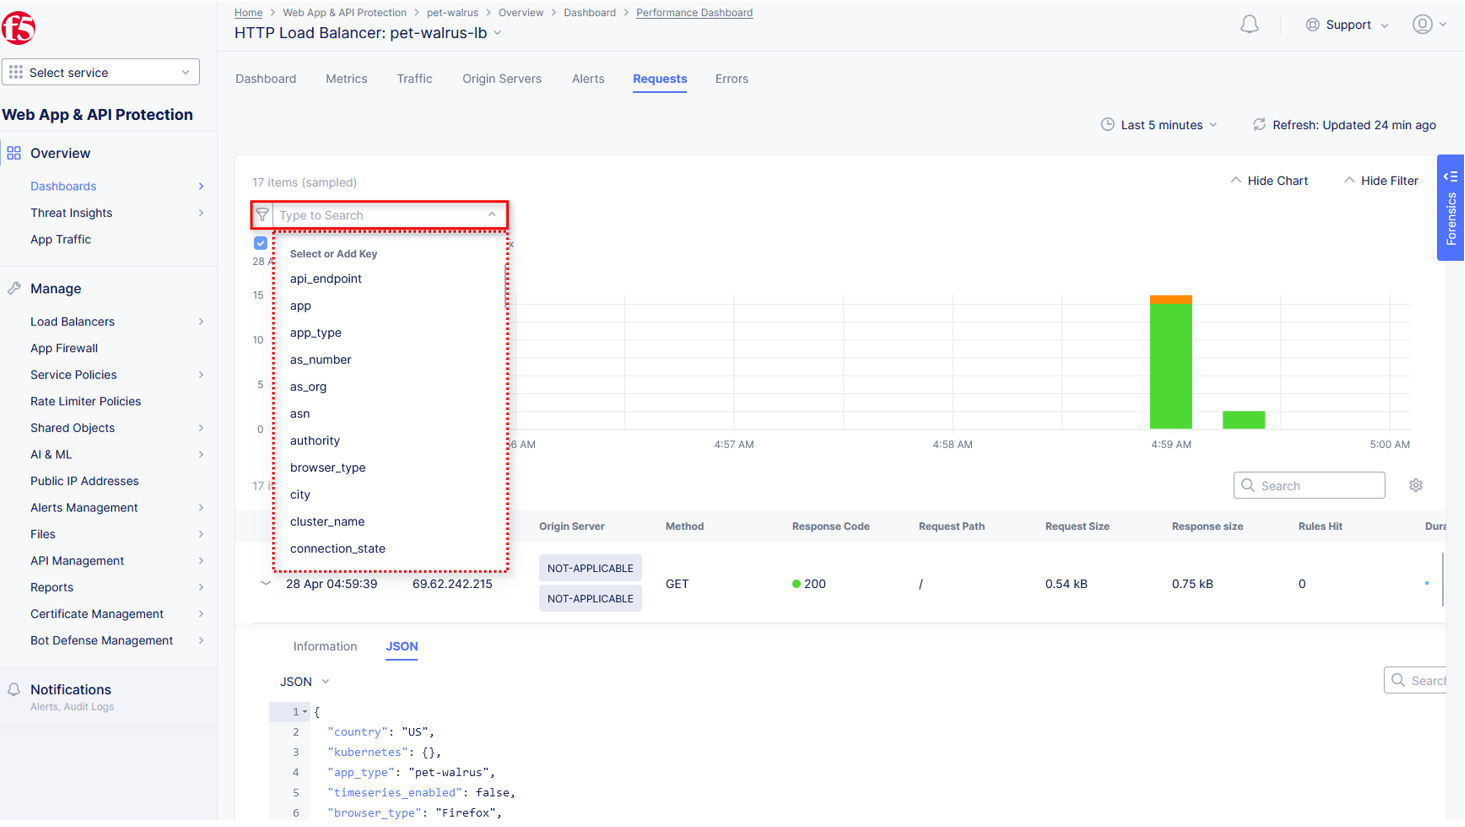 Home > Web App & API Protection > pet-walrus > Overview > Dashboard > Performance Dashboard
HTTP Load Balancer: pet-walrus-lb
Support
f5
Select service
Web App & API Protection
Overview
Dashboards
Threat Insights
App Traffic
Manage
Load Balancers
App Firewall
Service Policies
Rate Limiter Policies
Shared Objects
AI & ML
Public IP Addresses
Alerts Management
Files
API Management
Reports
Certificate Management
Bot Defense Management
Notifications
Alerts, Audit Logs
Dashboard Metrics Traffic Origin Servers Alerts Requests Errors
Last 5 minutes Refresh: Updated 24 min ago
17 items (sampled) Hide Chart Hide Filter
Forensics
Type to Search
Select or Add Key
api_endpoint
app
app_type
as_number
as_org
asn
authority
browser_type
city
cluster_name
connection_state
x
28 A
15
10
5
0
6 AM 4:57 AM 4:58 AM 4:59 AM 5:00 AM
17 i Search
Origin Server Method Response Code Request Path Request Size Response size Rules Hit Dura
NOT-APPLICABLE
28 Apr 04:59:39 69.62.242.215 GET 200 / 0.54 kB 0.75 kB 0
NOT-APPLICABLE
Information JSON
JSON Search
1 {
2 "country": "US",
3 "kubernetes": {},
4 "app_type": "pet-walrus",
5 "timeseries_enabled": false,
6 "browser_type": "Firefox",